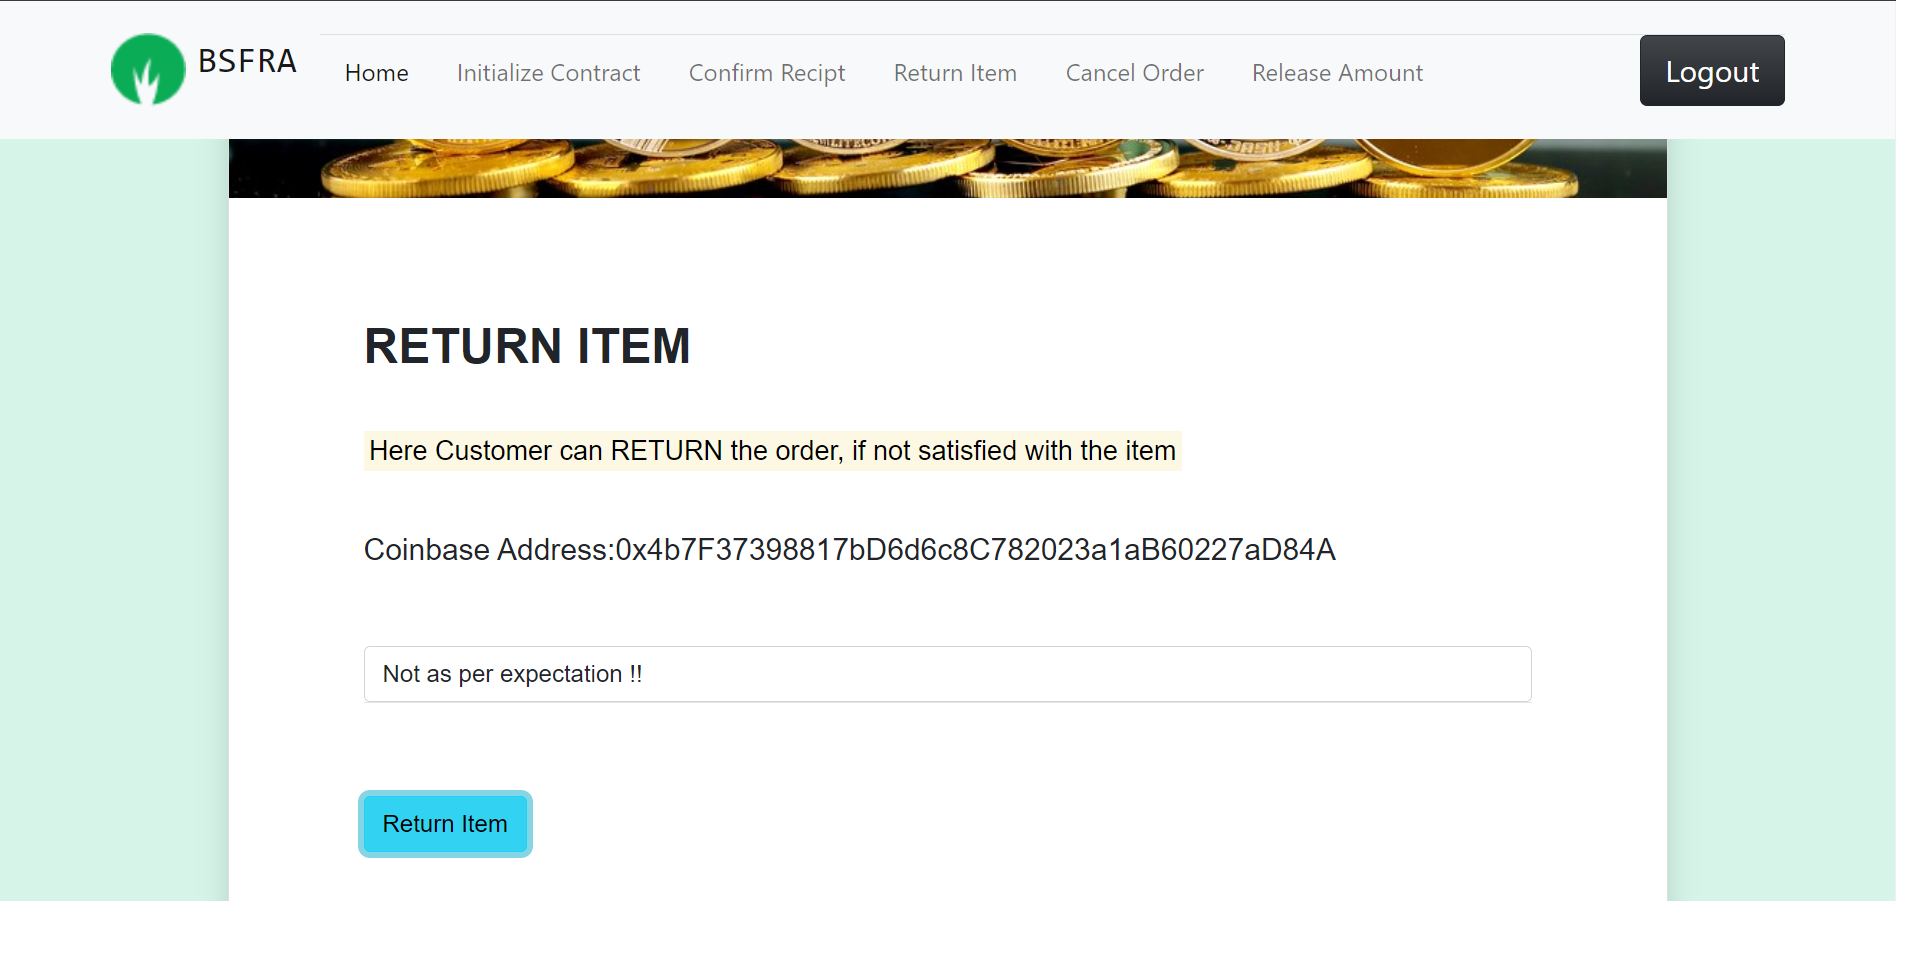 BSFRA
Home Initialize Contract Confirm Recipt Return Item Cancel Order Release Amount
Logout
RETURN ITEM
Here Customer can RETURN the order, if not satisfied with the item
Coinbase Address:0x4b7F37398817bD6d6c8C782023a1aB60227aD84A
Not as per expectation !!
Return Item